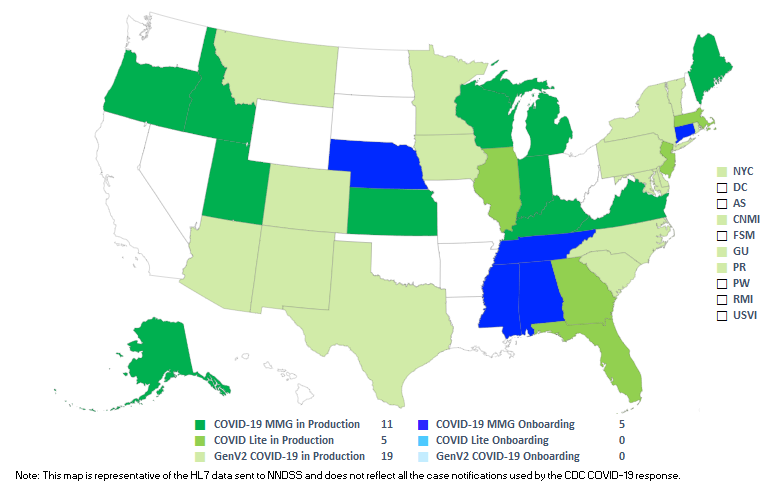 NYC
DC
AS
CNMI
FSM
GU
PR
PW
RMI
USVI
COVID-19 MMG in Production 11 COVID-19 MMG Onboarding 5
COVID Lite in Production 5 COVID Lite Onboarding 0
GenV2 COVID-19 in Production 19 GenV2 COVID-19 Onboarding 0
Note: This map is representative of the HL7 data sent to NNDSS and does not reflect all the case notifications used by the CDC COVID-19 response.